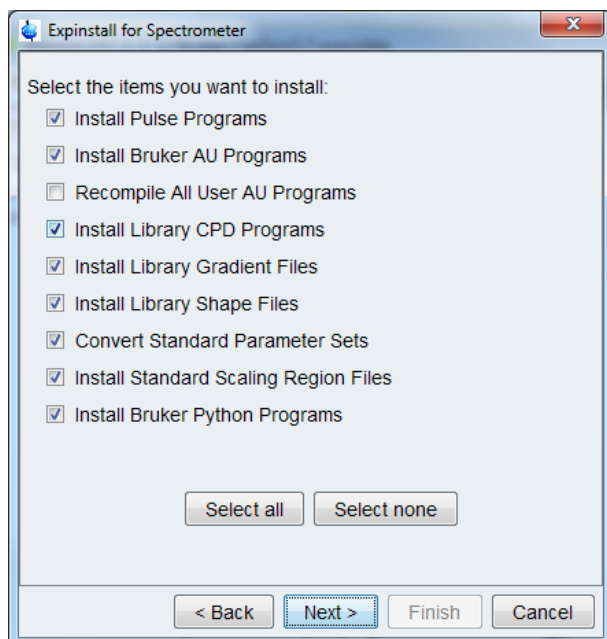 Expinstall for Spectrometer
Select the items you want to install:
Install Pulse Programs
Install Bruker AU Programs
Recompile All User AU Programs
Install Library CPD Programs
Install Library Gradient Files
Install Library Shape Files
Convert Standard Parameter Sets
Install Standard Scaling Region Files
Install Bruker Python Programs
Select all Select none
< Back Next > Finish Cancel